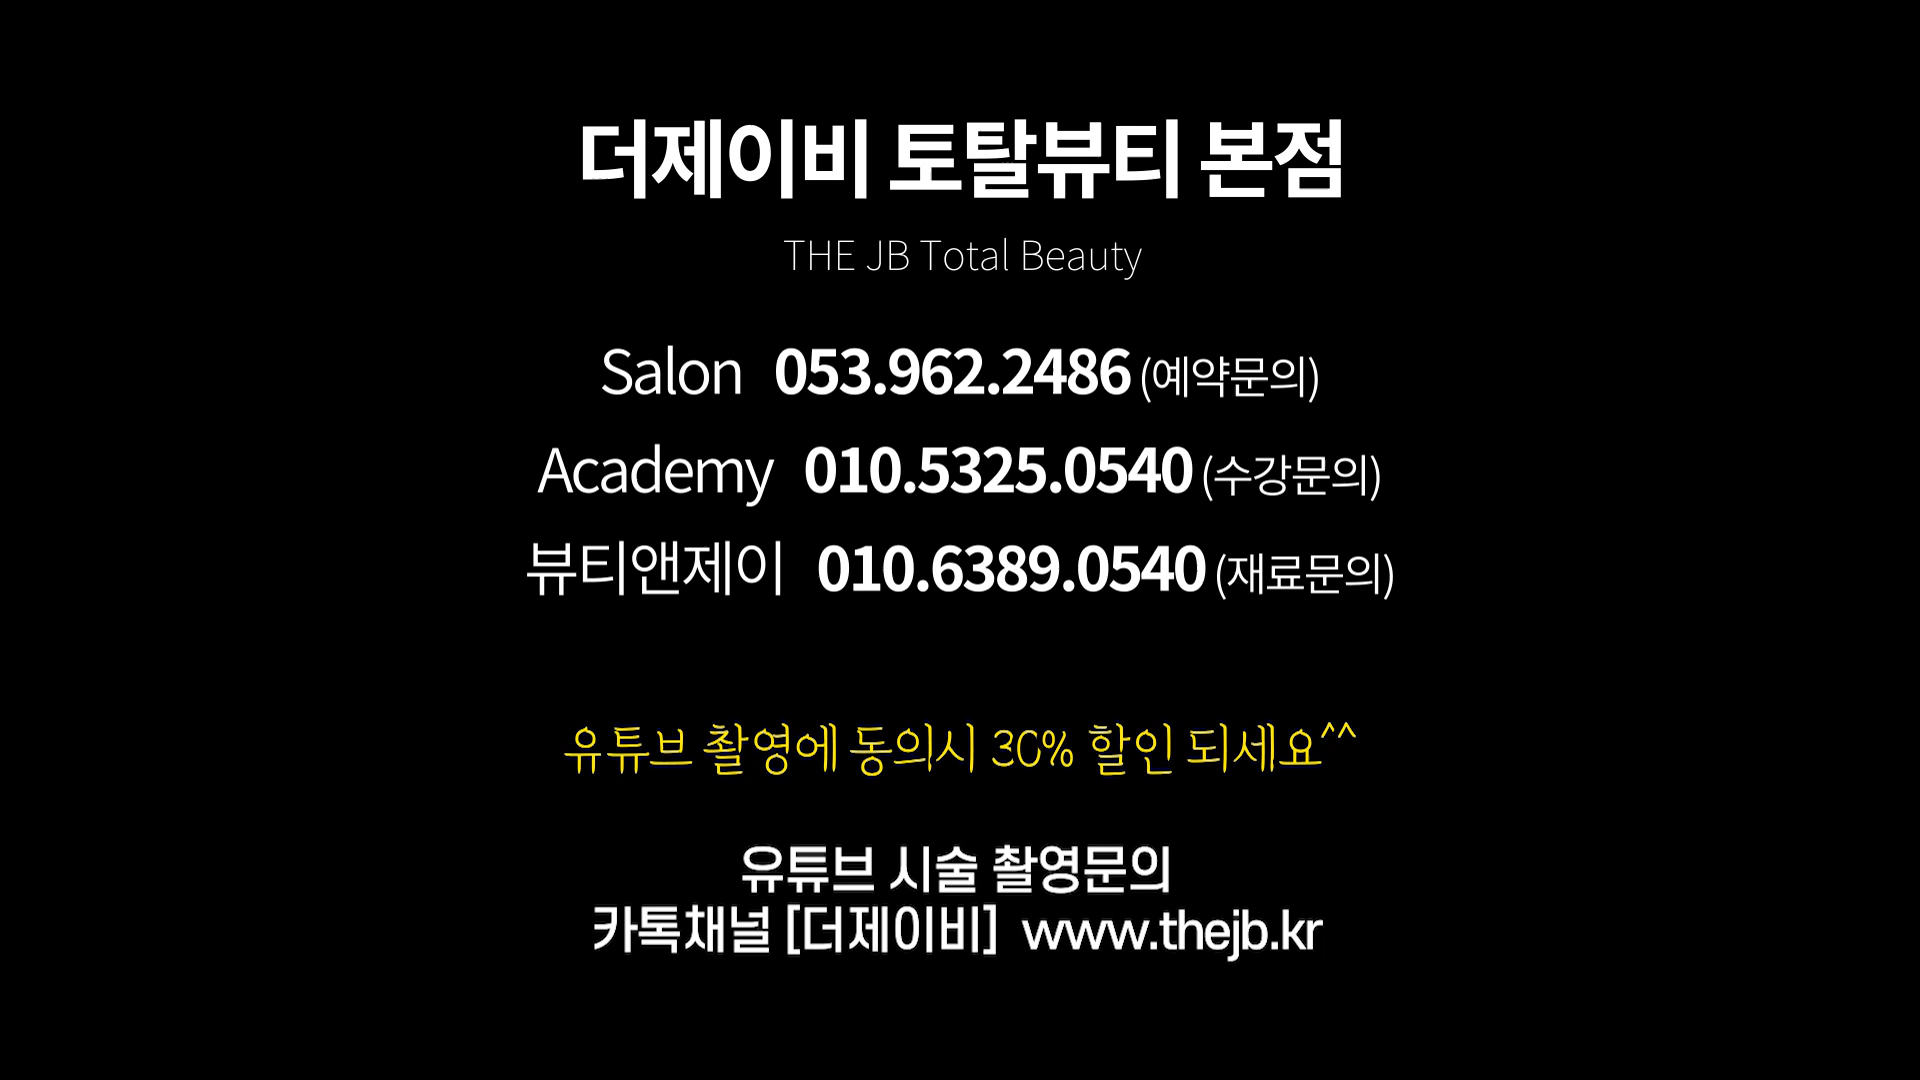 더제이비 토탈뷰티 본점
THE JB Total Beauty
Salon 053.962.2486 (예약문의)
Academy 010.5325.0540 (수강문의)
뷰티앤제이 010.6389.0540 (재료문의)
유튜브 촬영에 동의시 30% 할인 되세요^^
유튜브 시술 촬영문의
카톡채널 [더제이비] www.thejb.kr